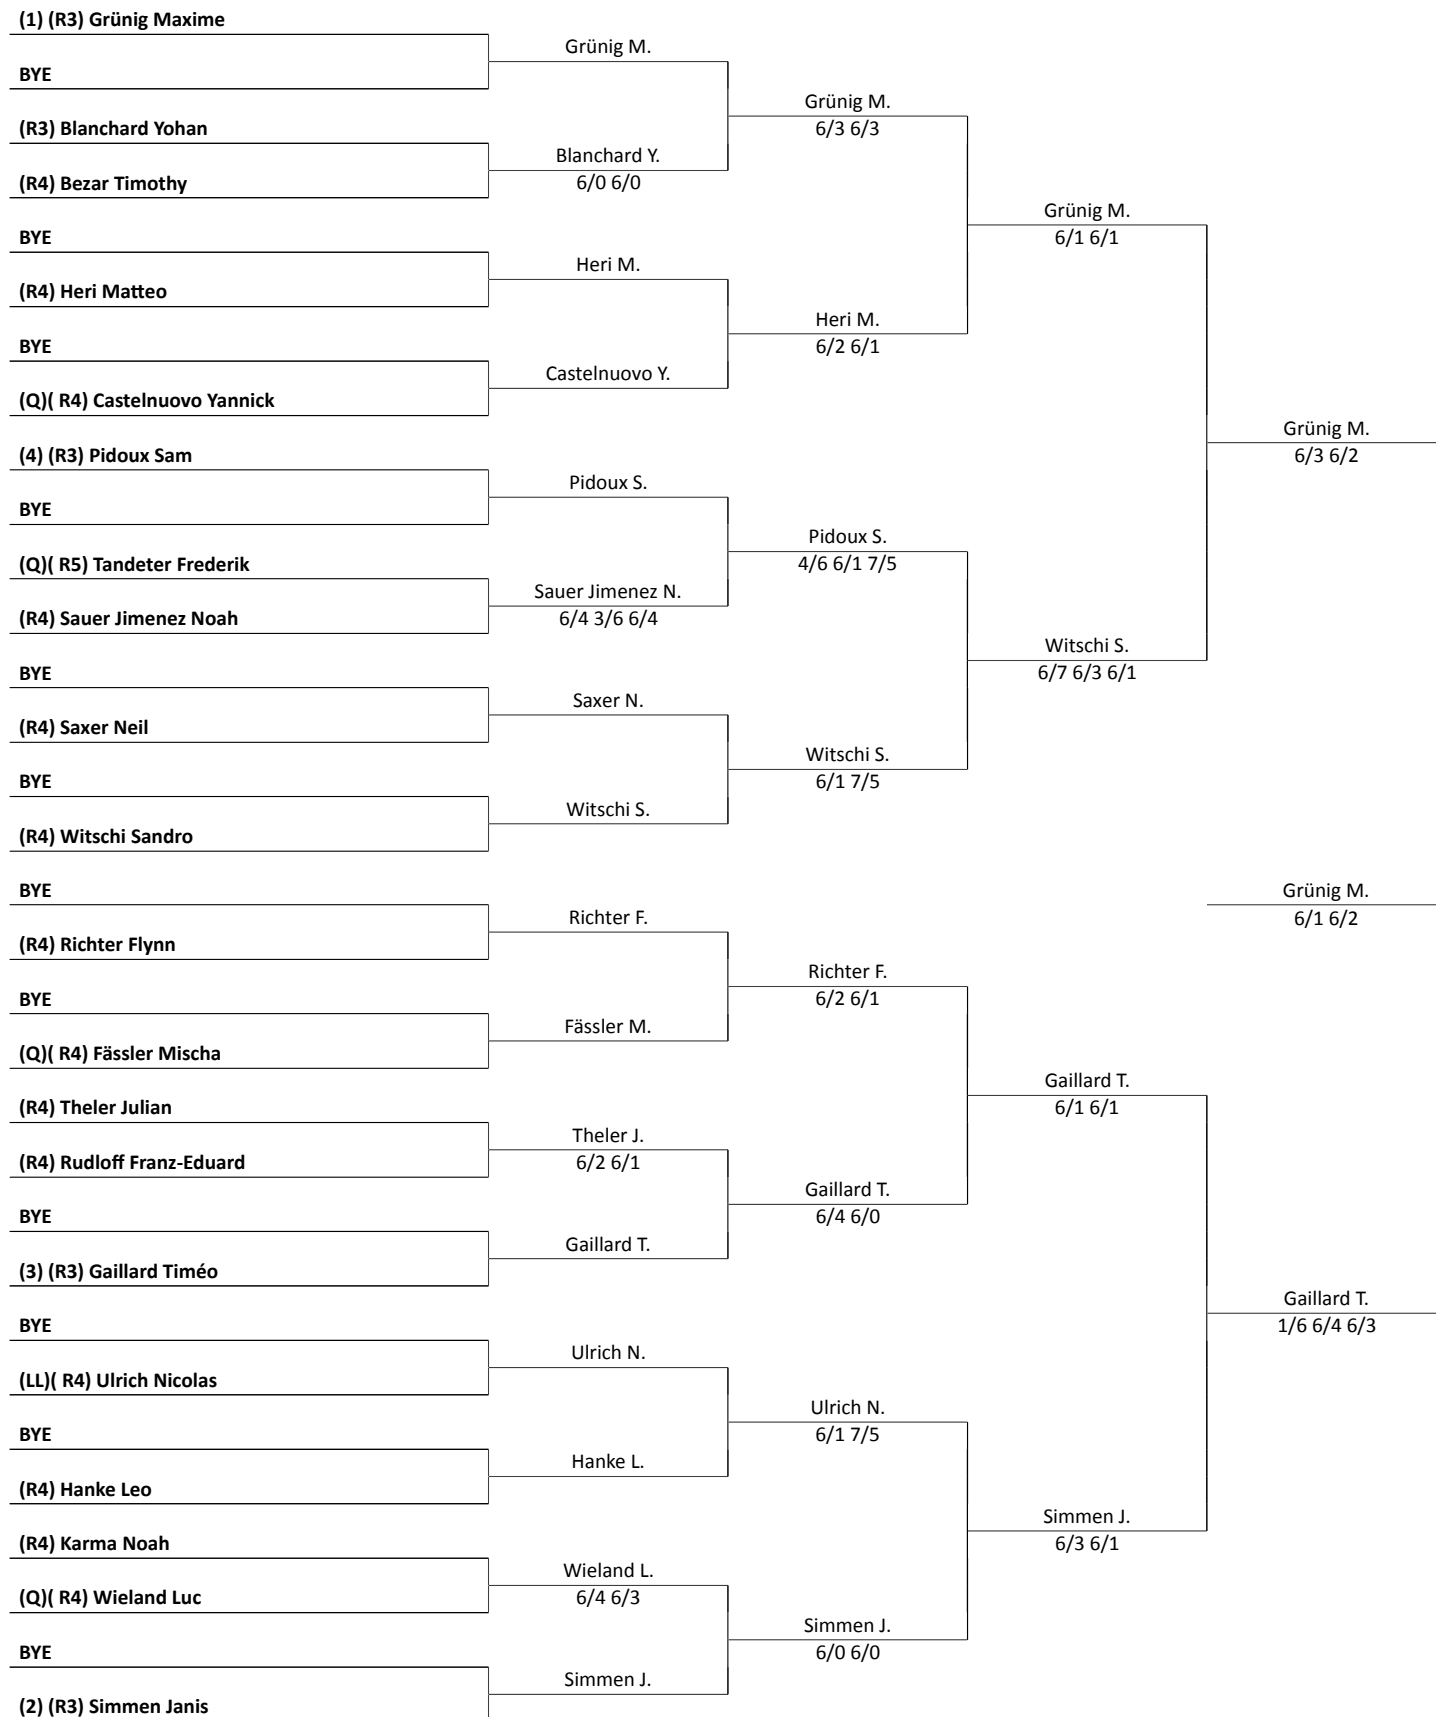 (1) (R3) Grünig Maxime
Grünig M.
BYE
Grünig M.
6/3 6/3
(R3) Blanchard Yohan
Blanchard Y.
6/0 6/0
(R4) Bezar Timothy
Grünig M.
6/1 6/1
BYE
Heri M.
(R4) Heri Matteo
Heri M.
6/2 6/1
BYE
Castelnuovo Y.
(Q)( R4) Castelnuovo Yannick
Grünig M.
6/3 6/2
(4) (R3) Pidoux Sam
Pidoux S.
BYE
Pidoux S.
4/6 6/1 7/5
(Q)( R5) Tandeter Frederik
Sauer Jimenez N.
6/4 3/6 6/4
(R4) Sauer Jimenez Noah
Witschi S.
6/7 6/3 6/1
BYE
Saxer N.
(R4) Saxer Neil
Witschi S.
6/1 7/5
BYE
Witschi S.
(R4) Witschi Sandro
BYE
Grünig M.
6/1 6/2
Richter F.
(R4) Richter Flynn
Richter F.
6/2 6/1
BYE
Fässler M.
(Q)( R4) Fässler Mischa
Gaillard T.
6/1 6/1
(R4) Theler Julian
Theler J.
6/2 6/1
(R4) Rudloff Franz-Eduard
Gaillard T.
6/4 6/0
BYE
Gaillard T.
(3) (R3) Gaillard Timéo
Gaillard T.
1/6 6/4 6/3
BYE
Ulrich N.
(LL)( R4) Ulrich Nicolas
Ulrich N.
6/1 7/5
BYE
Hanke L.
(R4) Hanke Leo
Simmen J.
6/3 6/1
(R4) Karma Noah
Wieland L.
6/4 6/3
(Q)( R4) Wieland Luc
Simmen J.
6/0 6/0
BYE
Simmen J.
(2) (R3) Simmen Janis